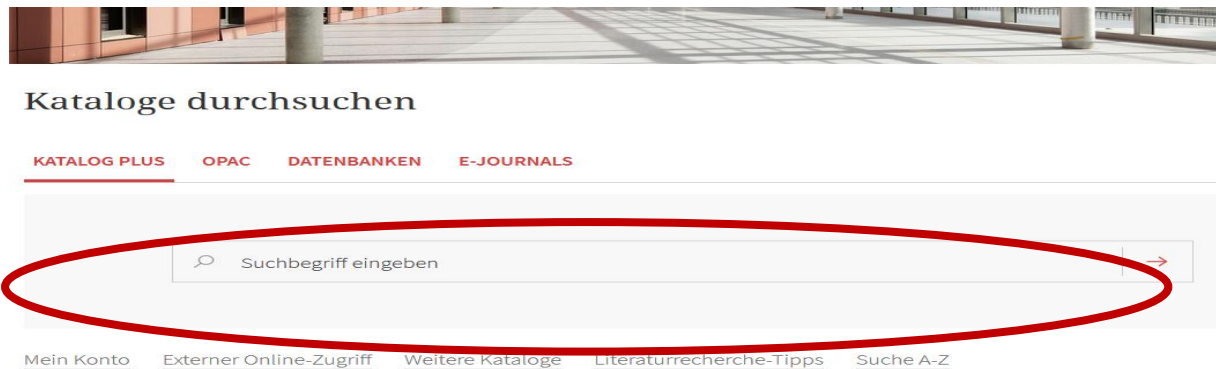 Kataloge durchsuchen
KATALOG PLUS OPAC DATENBANKEN E-JOURNALS
Suchbegriff eingeben
Mein Konto Externer Online-Zugriff Weitere Kataloge Literaturrecherche-Tipps Suche A-Z